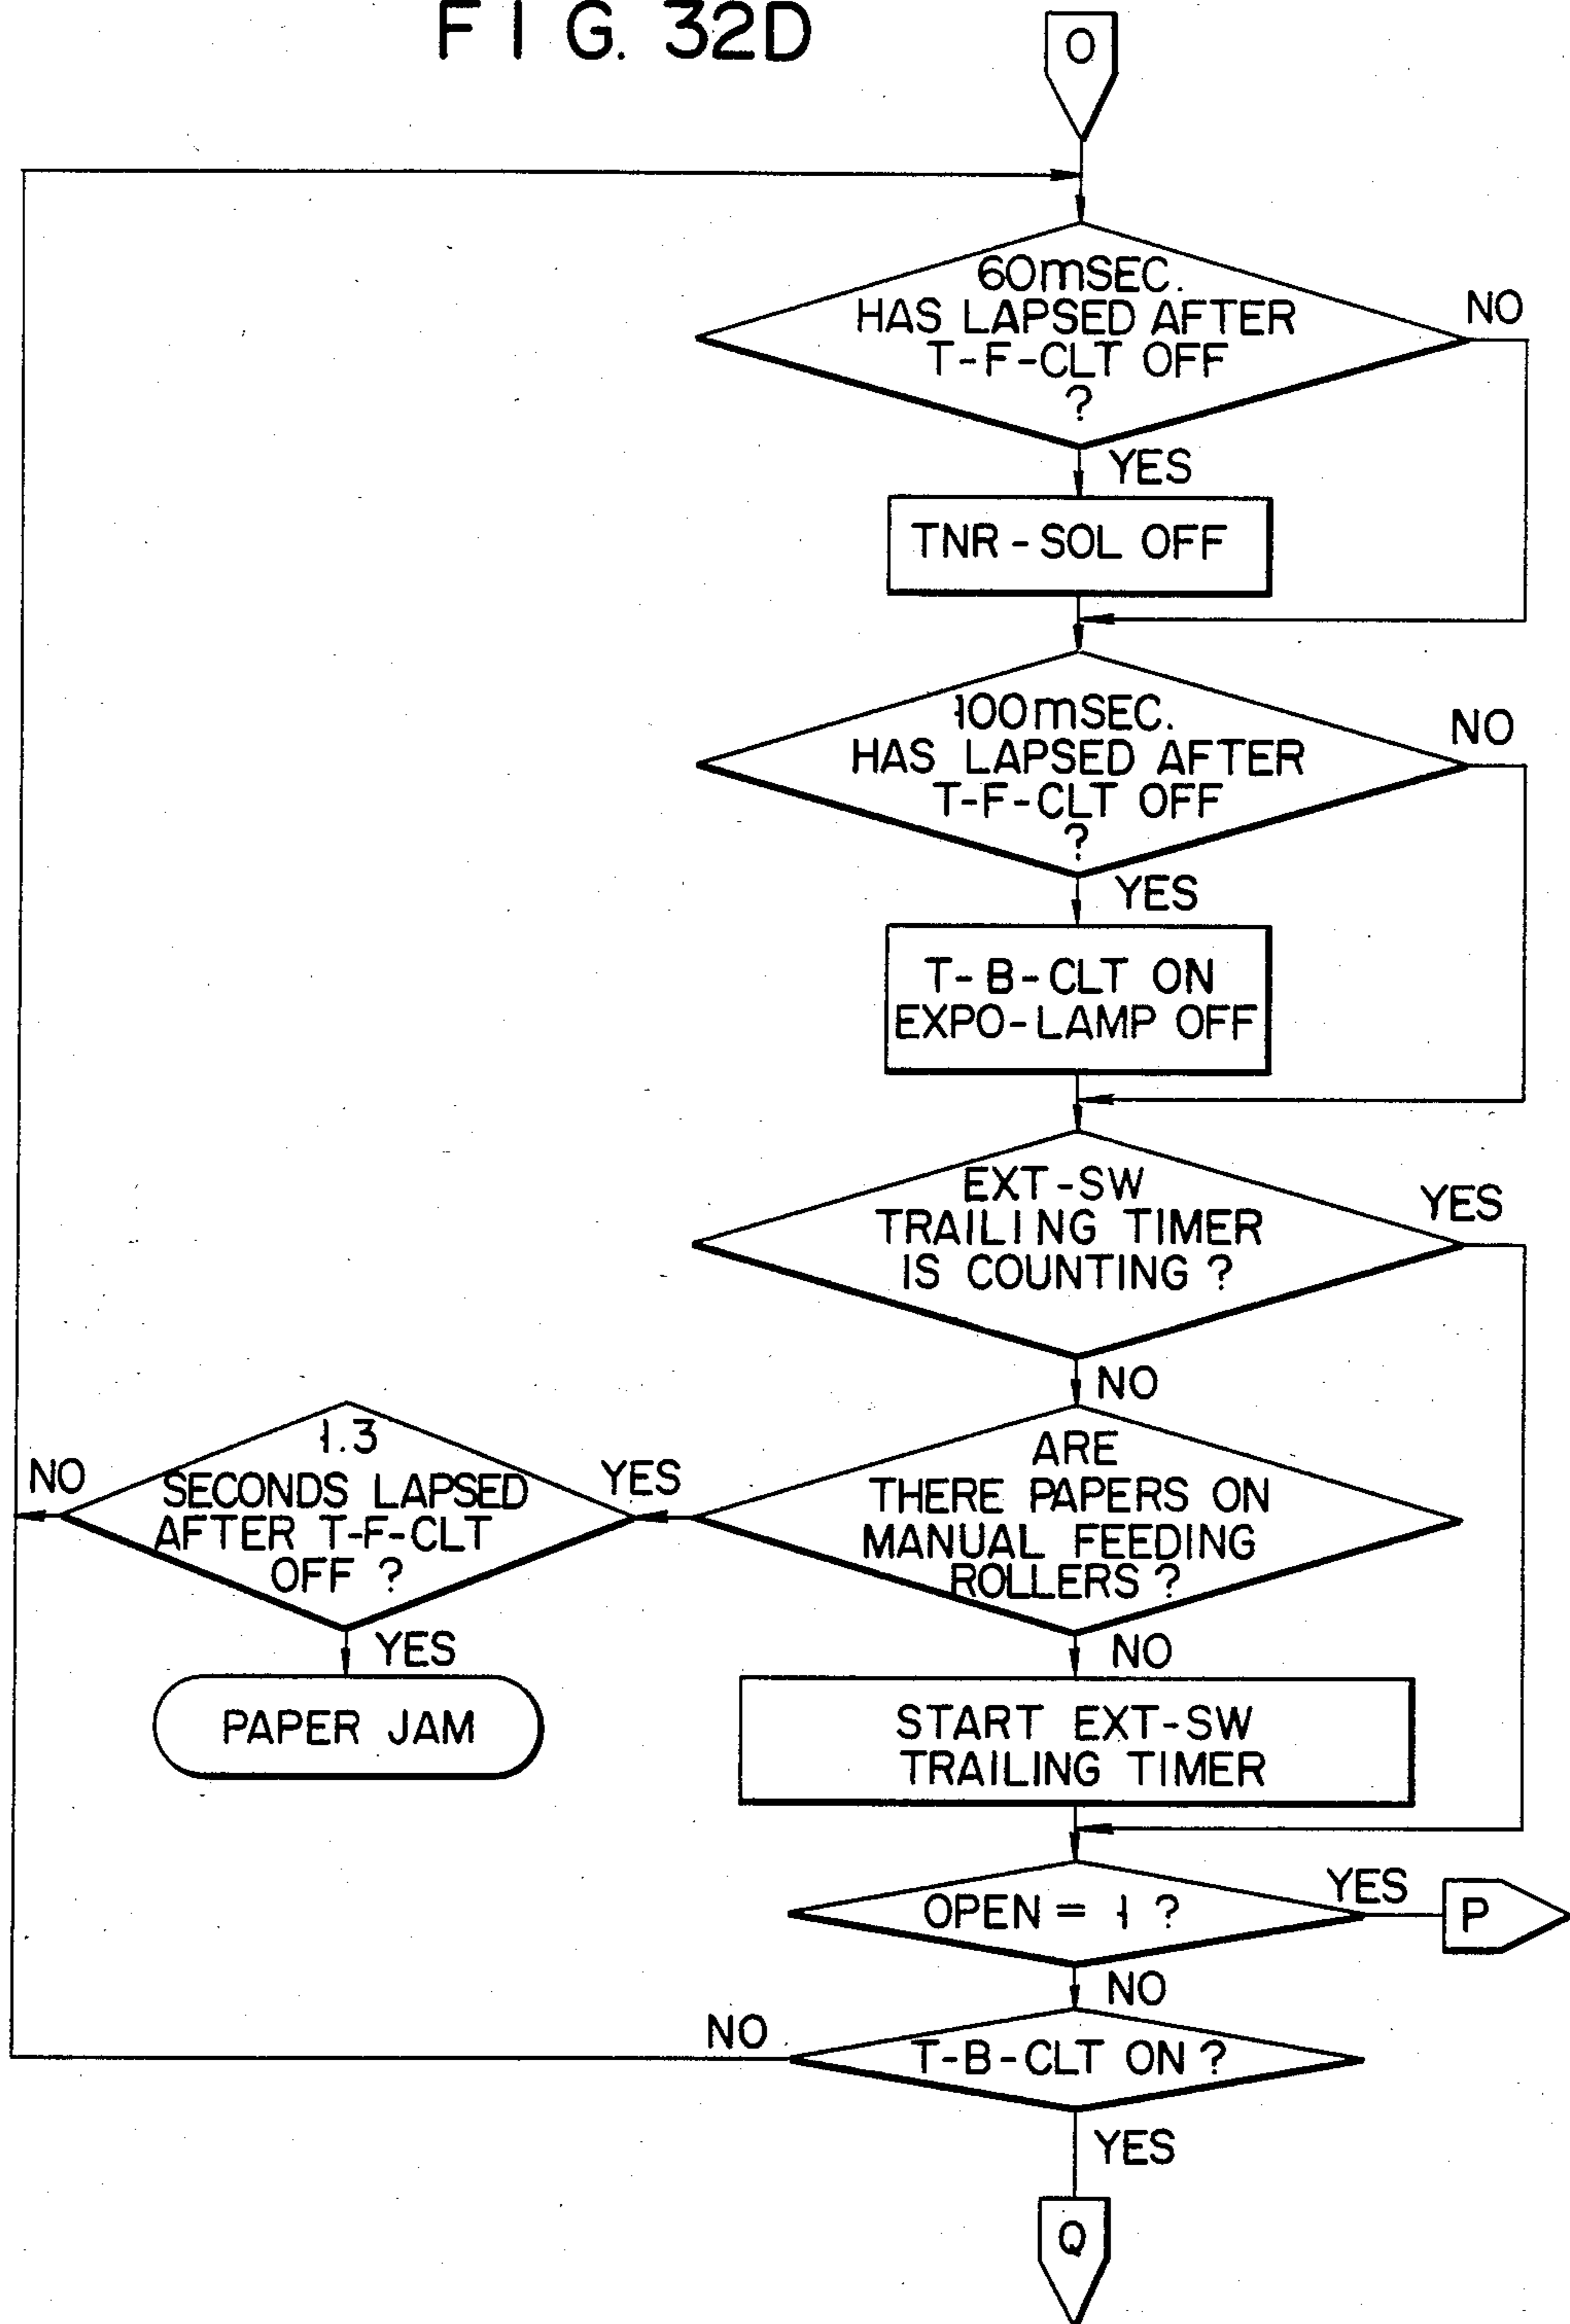 FIG. 32D
O
60mSEC.
HAS LAPSED AFTER
T-F-CLT OFF
?
NO
YES
TNR-SOL OFF
100mSEC.
HAS LAPSED AFTER
T-F-CLT OFF
?
NO
YES
T-B-CLT ON
EXPO-LAMP OFF
EXT-SW
TRAILING TIMER
IS COUNTING ?
YES
NO
ARE
THERE PAPERS ON
MANUAL FEEDING
ROLLERS ?
YES
1.3
SECONDS LAPSED
AFTER T-F-CLT
OFF ?
NO
YES
PAPER JAM
NO
START EXT-SW
TRAILING TIMER
OPEN = 1 ?
YES
P
NO
T-B-CLT ON ?
NO
YES
Q